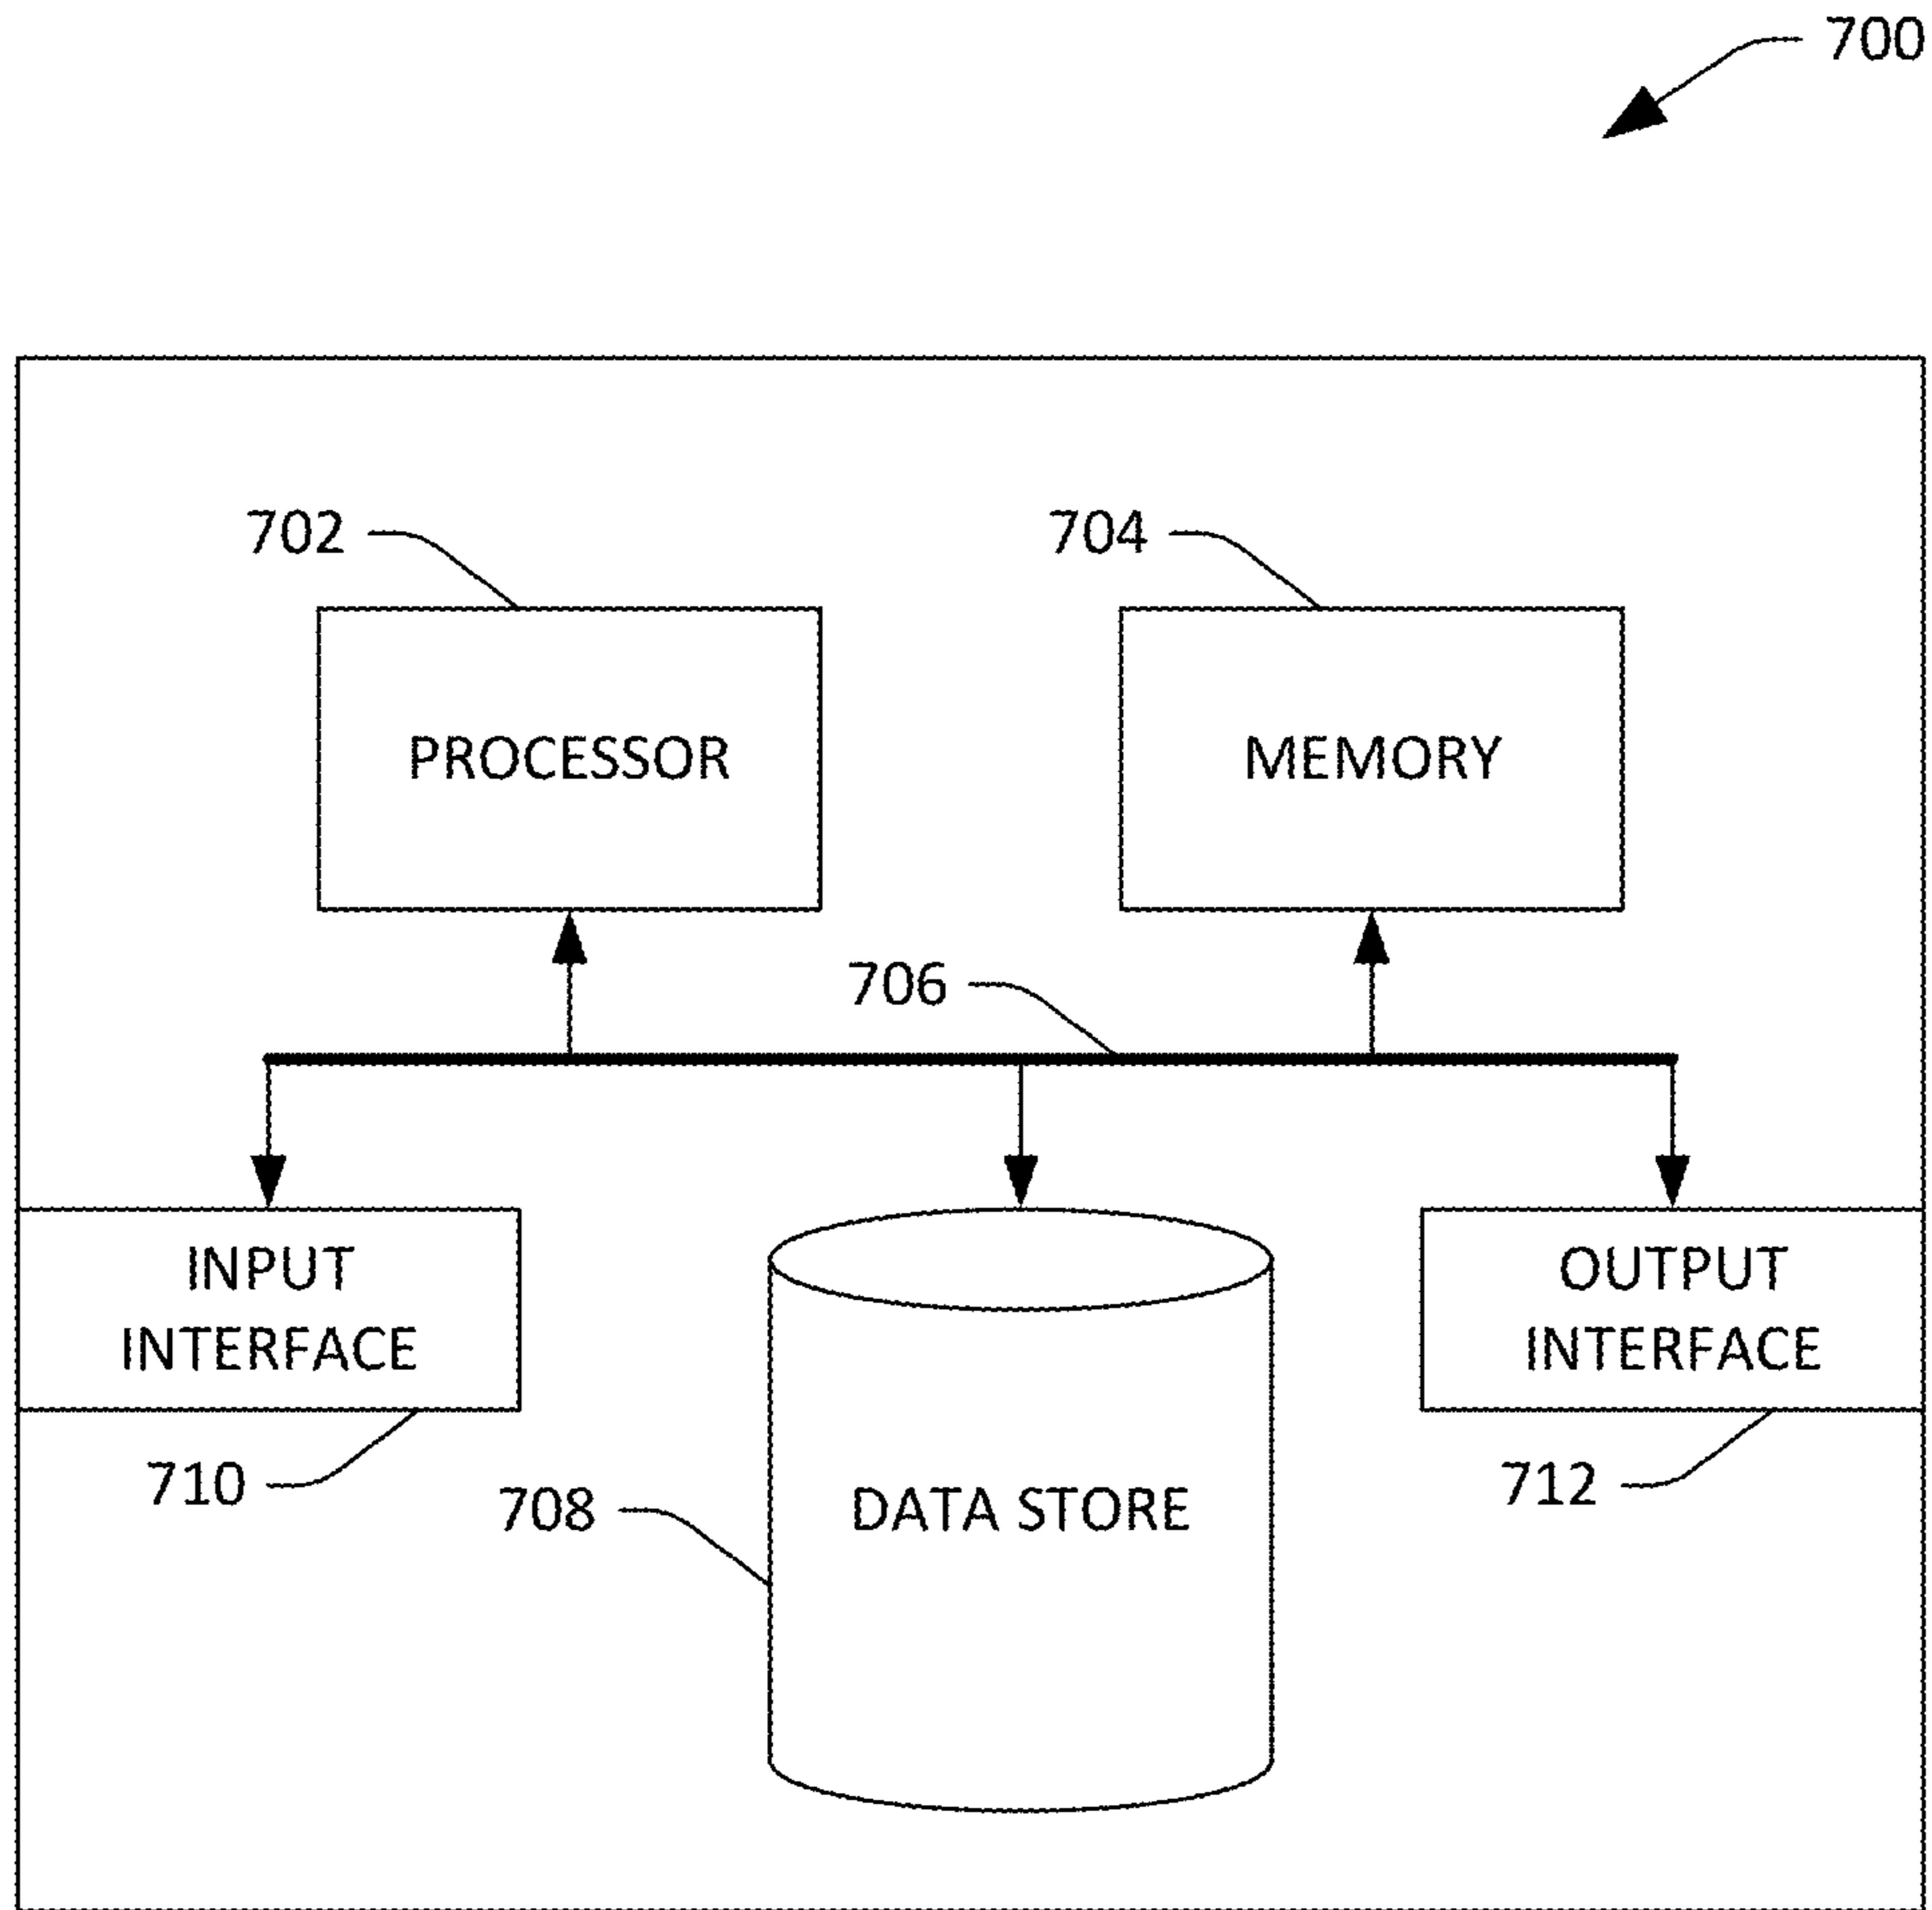 700
702
704
PROCESSOR
MEMORY
706
INPUT
INTERFACE
OUTPUT
INTERFACE
710
708
DATA STORE
712